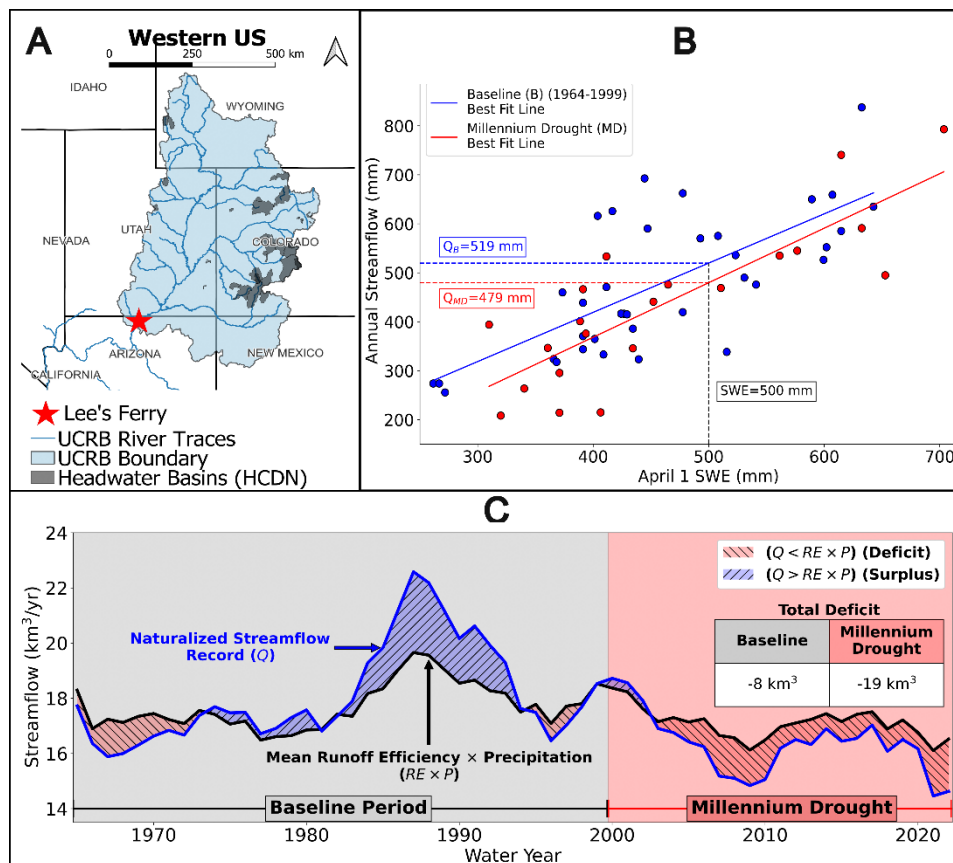 A
Western US
0 250 500 km
IDAHO
WYOMING
NEVADA
UTAH
COLORADO
ARIZONA
NEW MEXICO
CALIFORNIA
Lee's Ferry
UCRB River Traces
UCRB Boundary
Headwater Basins (HCDN)
B
Baseline (B) (1964-1999)
Best Fit Line
Millennium Drought (MD)
Best Fit Line
Q_B=519 mm
Q_MD=479 mm
SWE=500 mm
Annual Streamflow (mm)
800
700
600
500
400
300
200
300 400 500 600 700
April 1 SWE (mm)
C
(Q < RE × P) (Deficit)
(Q > RE × P) (Surplus)
Total Deficit
Baseline
Millennium
Drought
-8 km³
-19 km³
Naturalized Streamflow
Record (Q)
Mean Runoff Efficiency × Precipitation
(RE × P)
Baseline Period
Millennium Drought
Streamflow (km³/yr)
24
22
20
18
16
14
1970 1980 1990 2000 2010 2020
Water Year